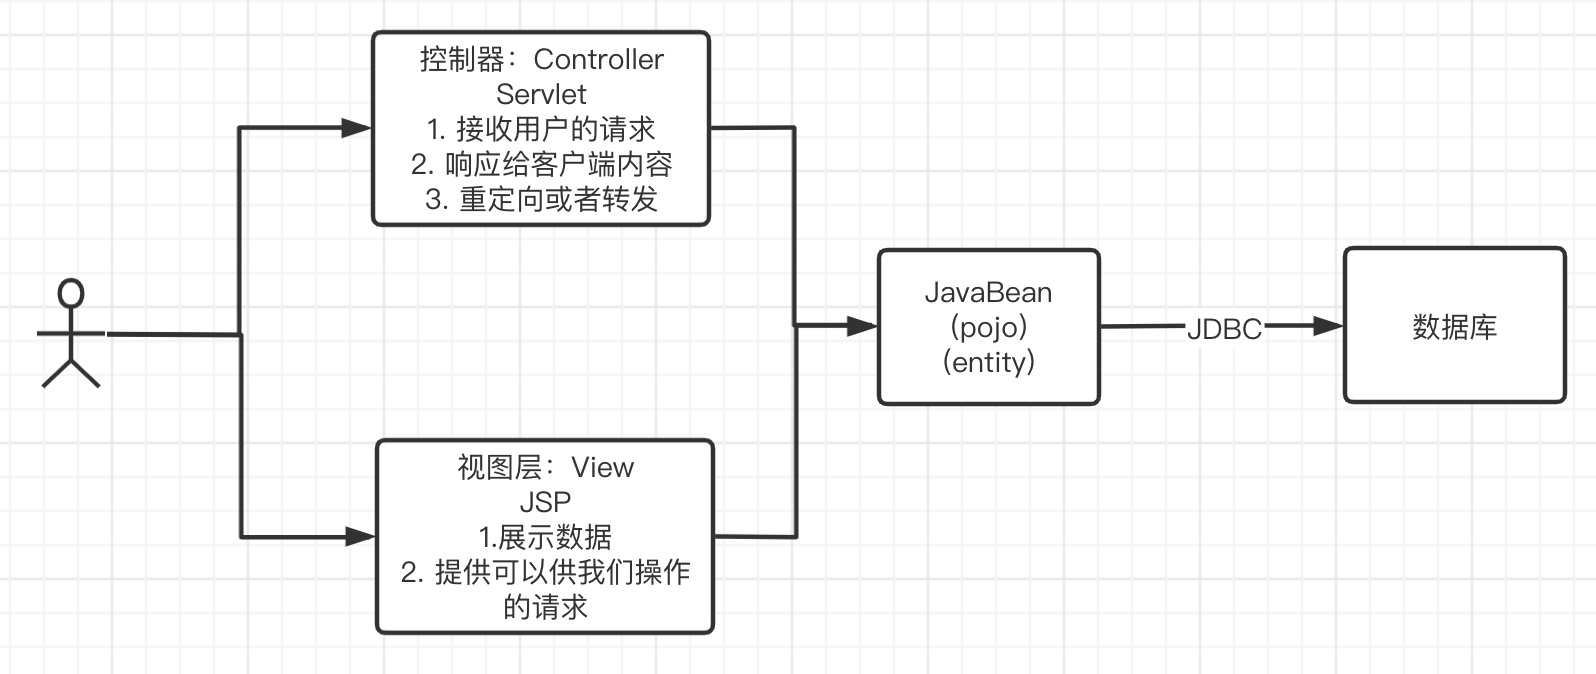 控制器：Controller
Servlet
1. 接收用户的请求
2. 响应给客户端内容
3. 重定向或者转发
视图层：View
JSP
1.展示数据
2. 提供可以供我们操作
的请求
JavaBean
(pojo)
(entity)
JDBC
数据库